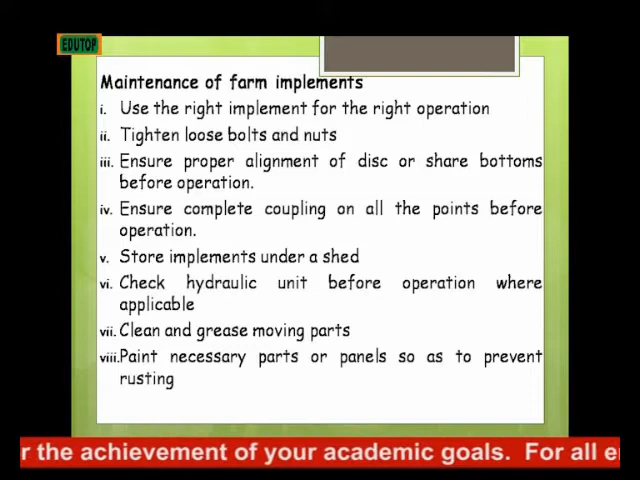 EDUTOP
Maintenance of farm implements
i. Use the right implement for the right operation
ii. Tighten loose bolts and nuts
iii. Ensure proper alignment of disc or share bottoms
before operation.
iv. Ensure complete coupling on all the points before
operation.
v. Store implements under a shed
vi. Check hydraulic unit before operation where
applicable
vii. Clean and grease moving parts
viii. Paint necessary parts or panels so as to prevent
rusting
r the achievement of your academic goals. For all e